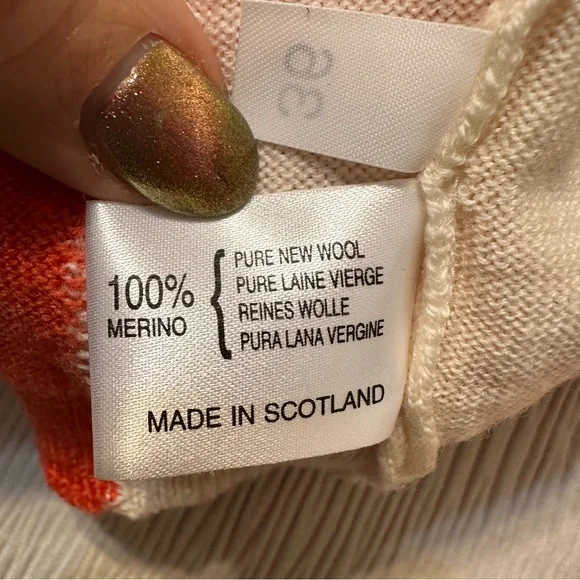 100%
MERINO
PURE NEW WOOL
PURE LAINE VIERGE
REINES WOLLE
PURA LANA VERGINE
MADE IN SCOTLAND